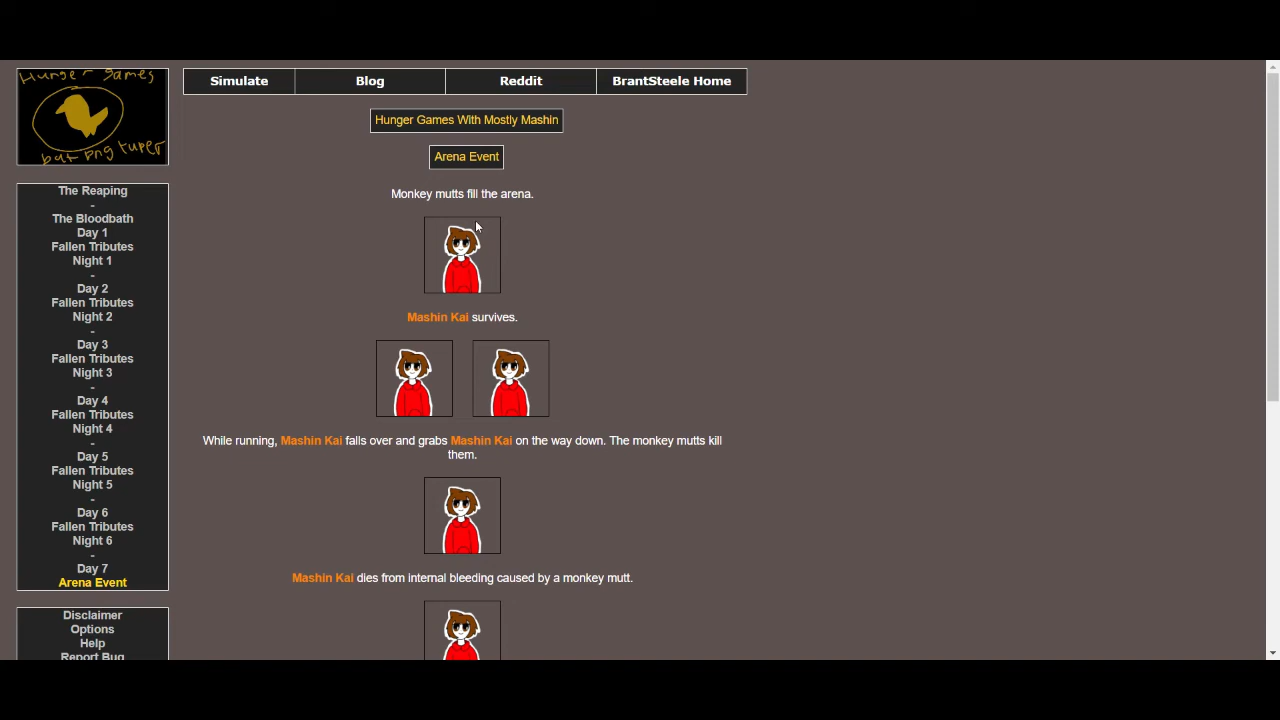 Hunger Games
but png tuper
Simulate
Blog
Reddit
BrantSteele Home
Hunger Games With Mostly Mashin
Arena Event
Monkey mutts fill the arena.
Mashin Kai survives.
While running, Mashin Kai falls over and grabs Mashin Kai on the way down. The monkey mutts kill
them.
Mashin Kai dies from internal bleeding caused by a monkey mutt.
The Reaping
-
The Bloodbath
Day 1
Fallen Tributes
Night 1
-
Day 2
Fallen Tributes
Night 2
-
Day 3
Fallen Tributes
Night 3
-
Day 4
Fallen Tributes
Night 4
-
Day 5
Fallen Tributes
Night 5
-
Day 6
Fallen Tributes
Night 6
-
Day 7
Arena Event
Disclaimer
Options
Help
Report Bug